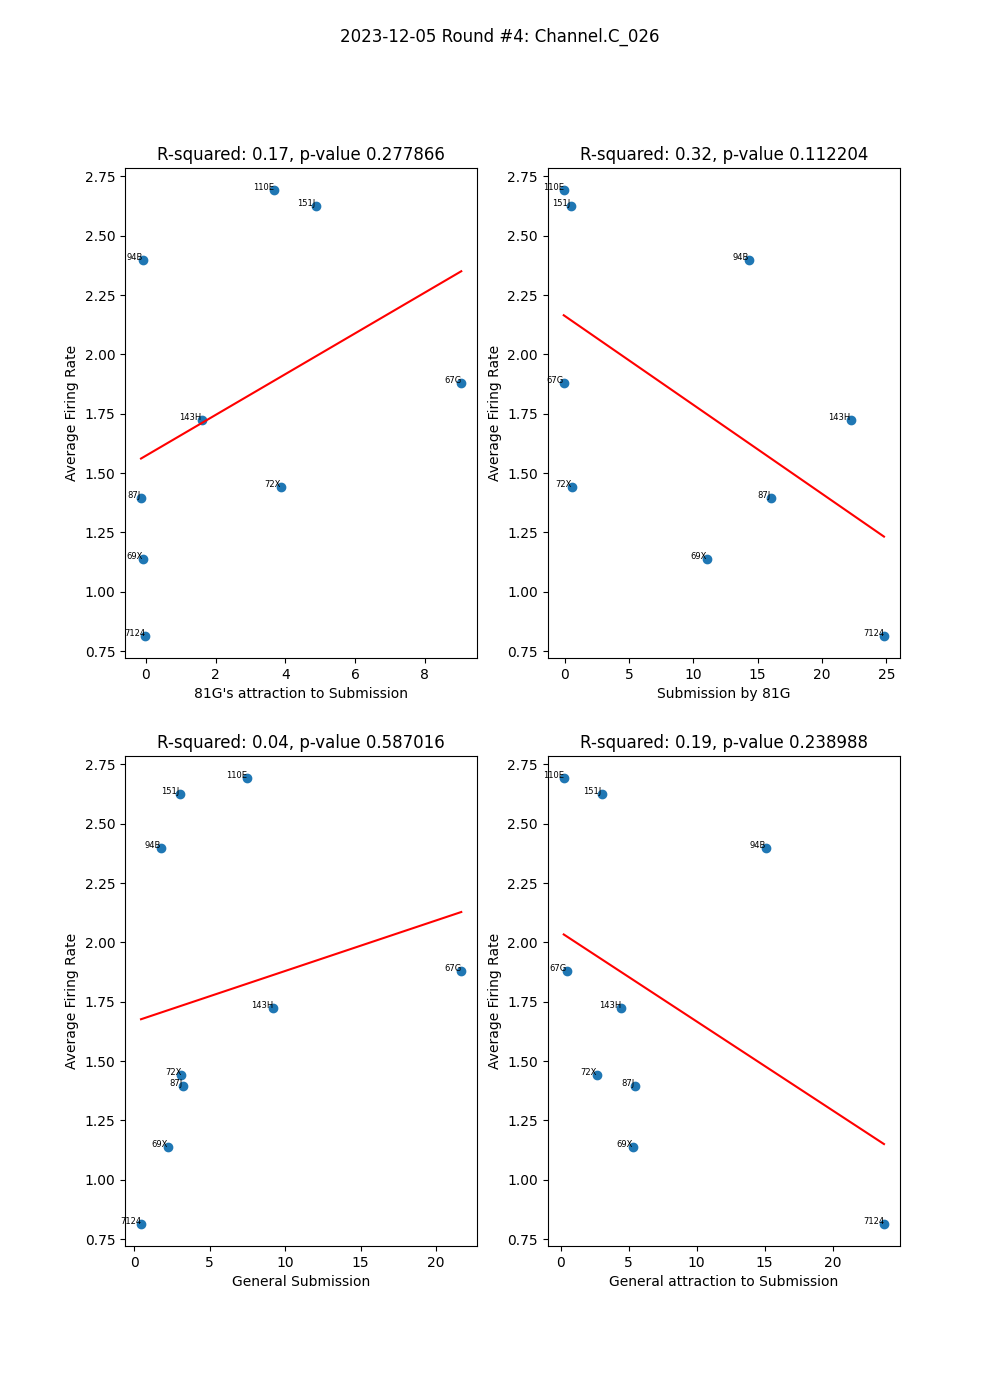 2023-12-05 Round #4: Channel.C_026
R-squared: 0.17, p-value 0.277866
R-squared: 0.32, p-value 0.112204
2.75
2.50
2.25
2.00
1.75
1.50
1.25
1.00
0.75
Average Firing Rate
110E
151J
94B
67G
143H
72X
87J
69X
7124
0 2 4 6 8
81G's attraction to Submission
2.75
2.50
2.25
2.00
1.75
1.50
1.25
1.00
0.75
Average Firing Rate
110E
151J
94B
67G
143H
72X
87J
69X
7124
0 5 10 15 20 25
Submission by 81G
R-squared: 0.04, p-value 0.587016
R-squared: 0.19, p-value 0.238988
2.75
2.50
2.25
2.00
1.75
1.50
1.25
1.00
0.75
Average Firing Rate
110E
151J
94B
67G
143H
72X
87J
69X
7124
0 5 10 15 20
General Submission
2.75
2.50
2.25
2.00
1.75
1.50
1.25
1.00
0.75
Average Firing Rate
110E
151J
94B
67G
143H
72X
87J
69X
7124
0 5 10 15 20
General attraction to Submission